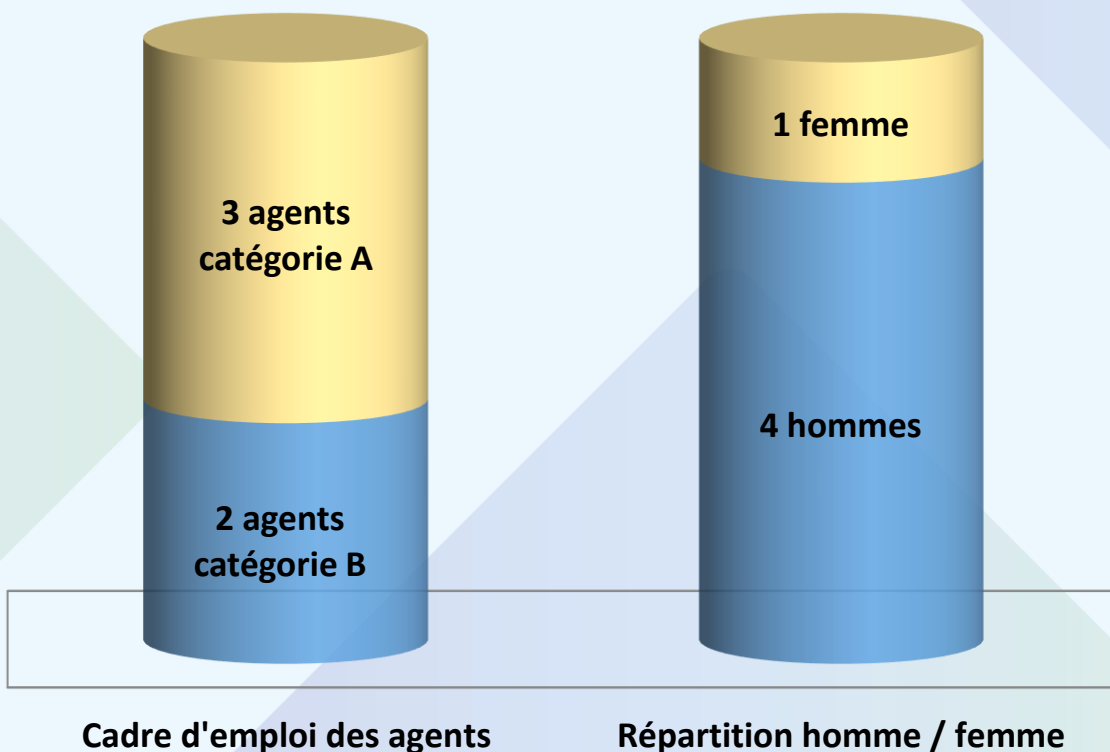 3 agents
catégorie A
2 agents
catégorie B
Cadre d'emploi des agents
1 femme
4 hommes
Répartition homme / femme